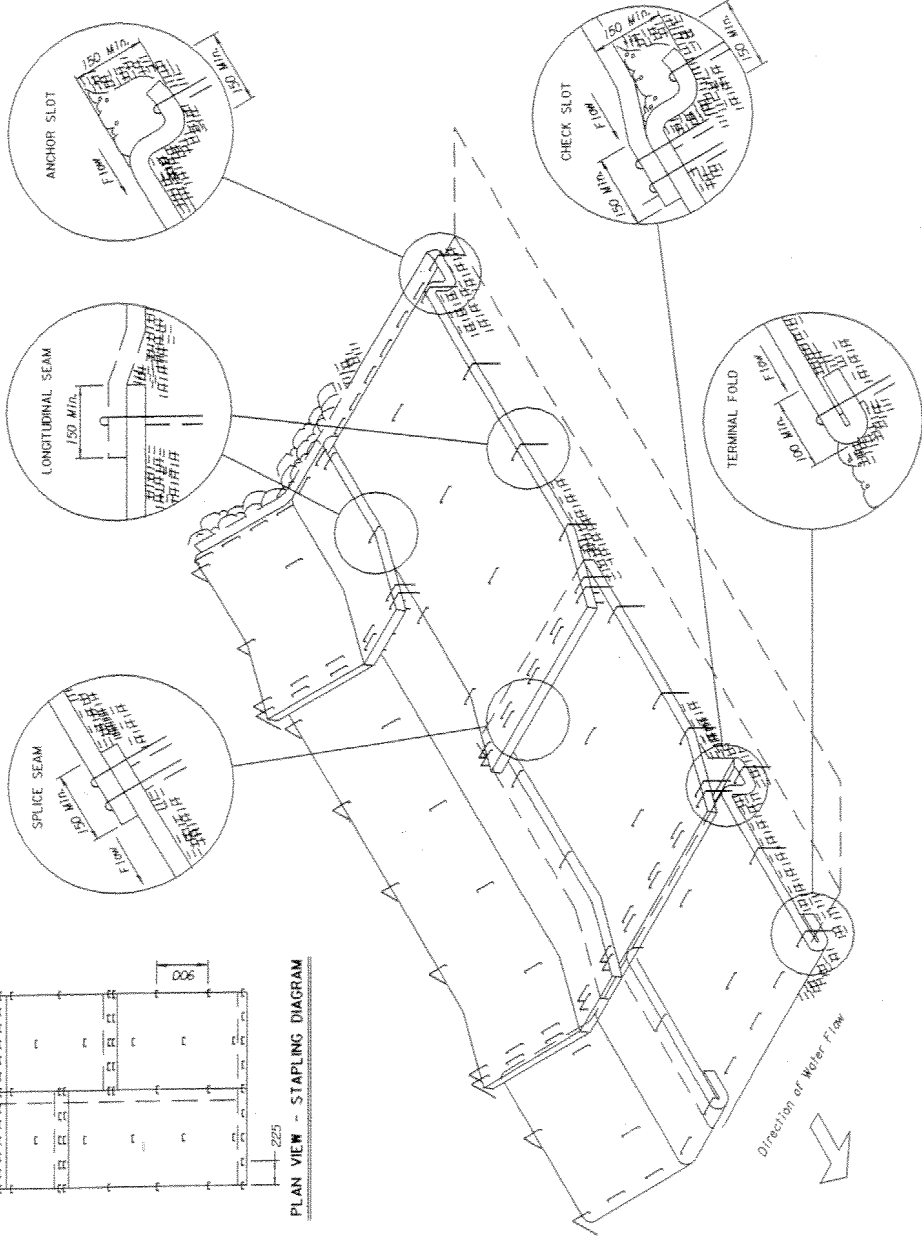 ANCHOR SLOT
150 Min.
150 Min.
Flow
LONGITUDINAL SEAM
150 Min.
SPLICE SEAM
150 Min.
Flow
CHECK SLOT
150 Min.
150 Min.
150 Min.
Flow
TERMINAL FOLD
100 Min.
Flow
900
225
PLAN VIEW - STAPLING DIAGRAM
Direction of Water Flow